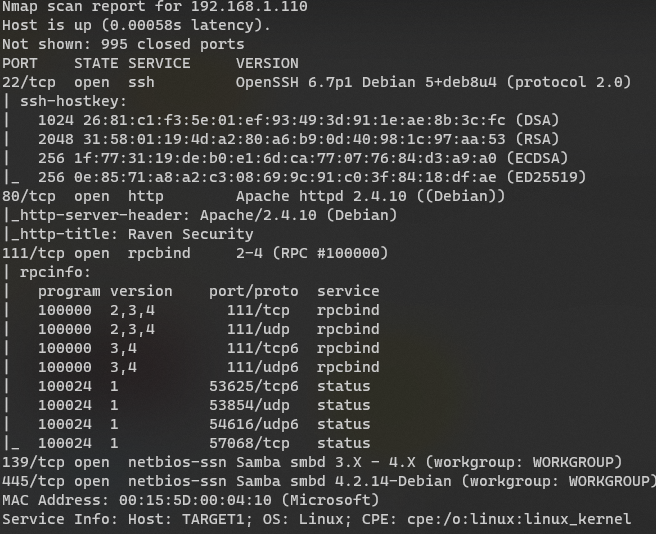 Nmap scan report for 192.168.1.110
Host is up (0.00058s latency).
Not shown: 995 closed ports
PORT    STATE SERVICE     VERSION
22/tcp  open  ssh         OpenSSH 6.7p1 Debian 5+deb8u4 (protocol 2.0)
| ssh-hostkey:
|   1024 26:81:c1:f3:5e:01:ef:93:49:3d:91:1e:ae:8b:3c:fc (DSA)
|   2048 31:58:01:19:4d:a2:80:a6:b9:0d:40:98:1c:97:aa:53 (RSA)
|   256 1f:77:31:19:de:b0:e1:6d:ca:77:07:76:84:d3:a9:a0 (ECDSA)
|_  256 0e:85:71:a8:a2:c3:08:69:9c:91:c0:3f:84:18:df:ae (ED25519)
80/tcp  open  http        Apache httpd 2.4.10 ((Debian))
|_http-server-header: Apache/2.4.10 (Debian)
|_http-title: Raven Security
111/tcp open  rpcbind     2-4 (RPC #100000)
| rpcinfo:
|   program version    port/proto  service
|   100000  2,3,4        111/tcp   rpcbind
|   100000  2,3,4        111/udp   rpcbind
|   100000  3,4          111/tcp6  rpcbind
|   100000  3,4          111/udp6  rpcbind
|   100024  1          53625/tcp6  status
|   100024  1          53854/udp   status
|   100024  1          54616/udp6  status
|_  100024  1          57068/tcp   status
139/tcp open  netbios-ssn Samba smbd 3.X - 4.X (workgroup: WORKGROUP)
445/tcp open  netbios-ssn Samba smbd 4.2.14-Debian (workgroup: WORKGROUP)
MAC Address: 00:15:5D:00:04:10 (Microsoft)
Service Info: Host: TARGET1; OS: Linux; CPE: cpe:/o:linux:linux_kernel